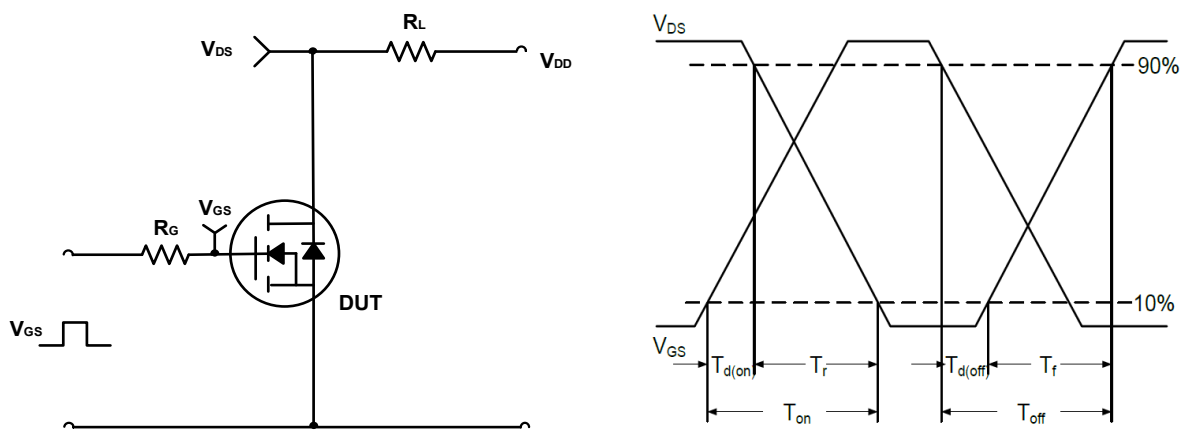 RL
VDS
VDD
VGS
RG
DUT
VGS
VDS
90%
10%
VGS
Td(on)
Tr
Td(off)
Tf
Ton
Toff